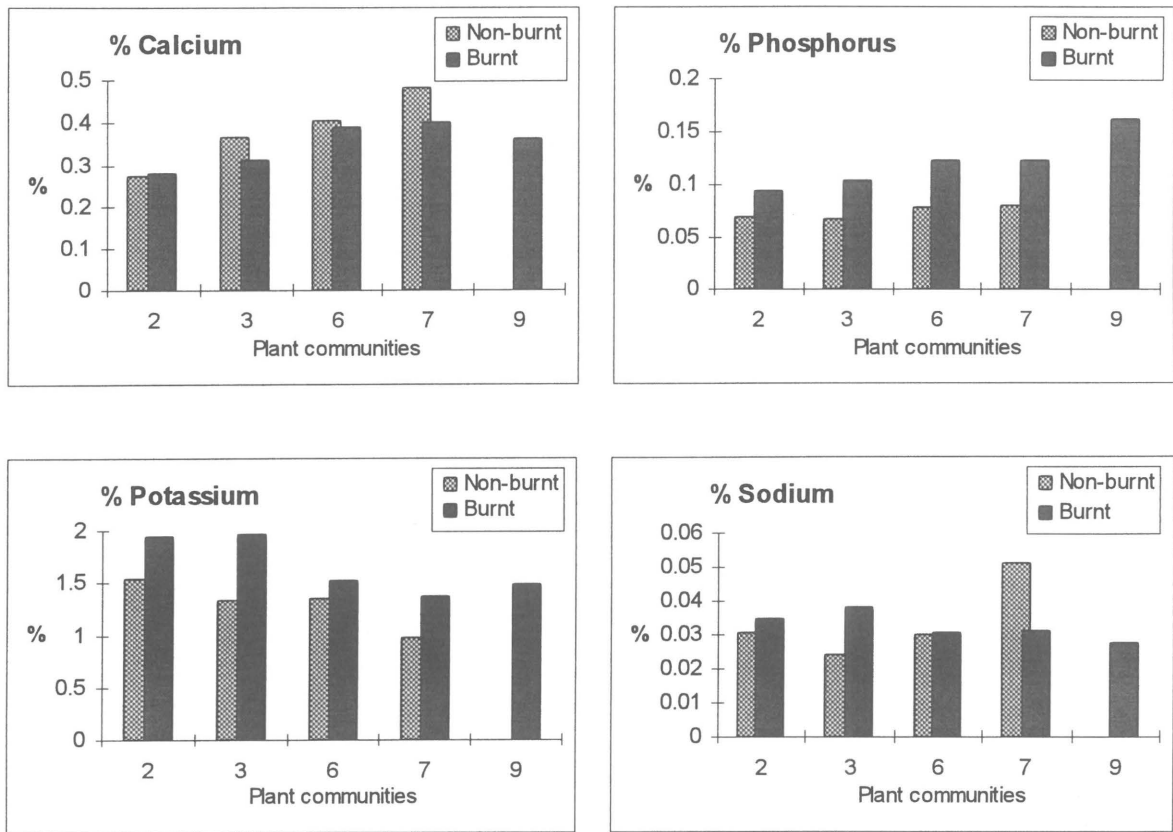 % Calcium
Non-burnt
Burnt
0.5
0.4
0.3
0.2
0.1
0
%
2 3 6 7 9
Plant communities
% Phosphorus
Non-burnt
Burnt
0.2
0.15
0.1
0.05
0
%
2 3 6 7 9
Plant communities
% Potassium
Non-burnt
Burnt
2
1.5
1
0.5
0
%
2 3 6 7 9
Plant communities
% Sodium
Non-burnt
Burnt
0.06
0.05
0.04
0.03
0.02
0.01
0
%
2 3 6 7 9
Plant communities